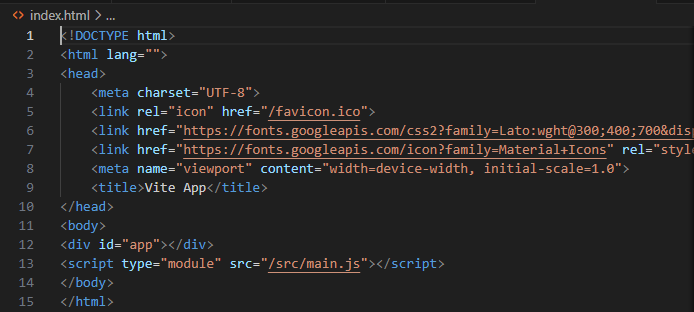 index.html > ...
1 <!DOCTYPE html>
2 <html lang="">
3 <head>
4 <meta charset="UTF-8">
5 <link rel="icon" href="/favicon.ico">
6 <link href="https://fonts.googleapis.com/css2?family=Lato:wght@300;400;700&disp
7 <link href="https://fonts.googleapis.com/icon?family=Material+Icons" rel="style
8 <meta name="viewport" content="width=device-width, initial-scale=1.0">
9 <title>Vite App</title>
10 </head>
11 <body>
12 <div id="app"></div>
13 <script type="module" src="/src/main.js"></script>
14 </body>
15 </html>